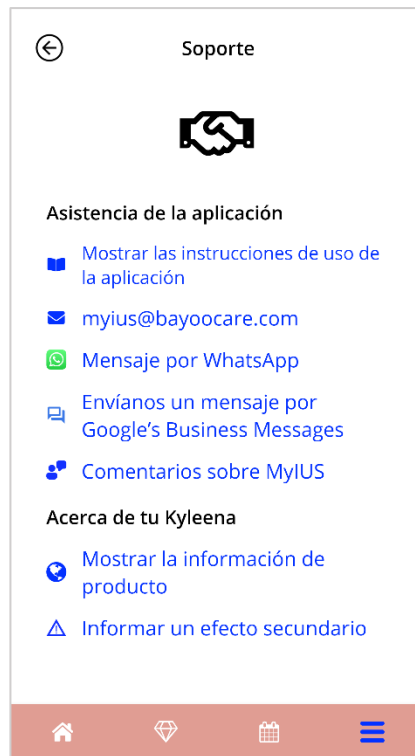 Soporte
Asistencia de la aplicación
Mostrar las instrucciones de uso de
la aplicación
myius@bayoocare.com
Mensaje por WhatsApp
Envíanos un mensaje por
Google's Business Messages
Comentarios sobre MyIUS
Acerca de tu Kyleena
Mostrar la información de
producto
Informar un efecto secundario